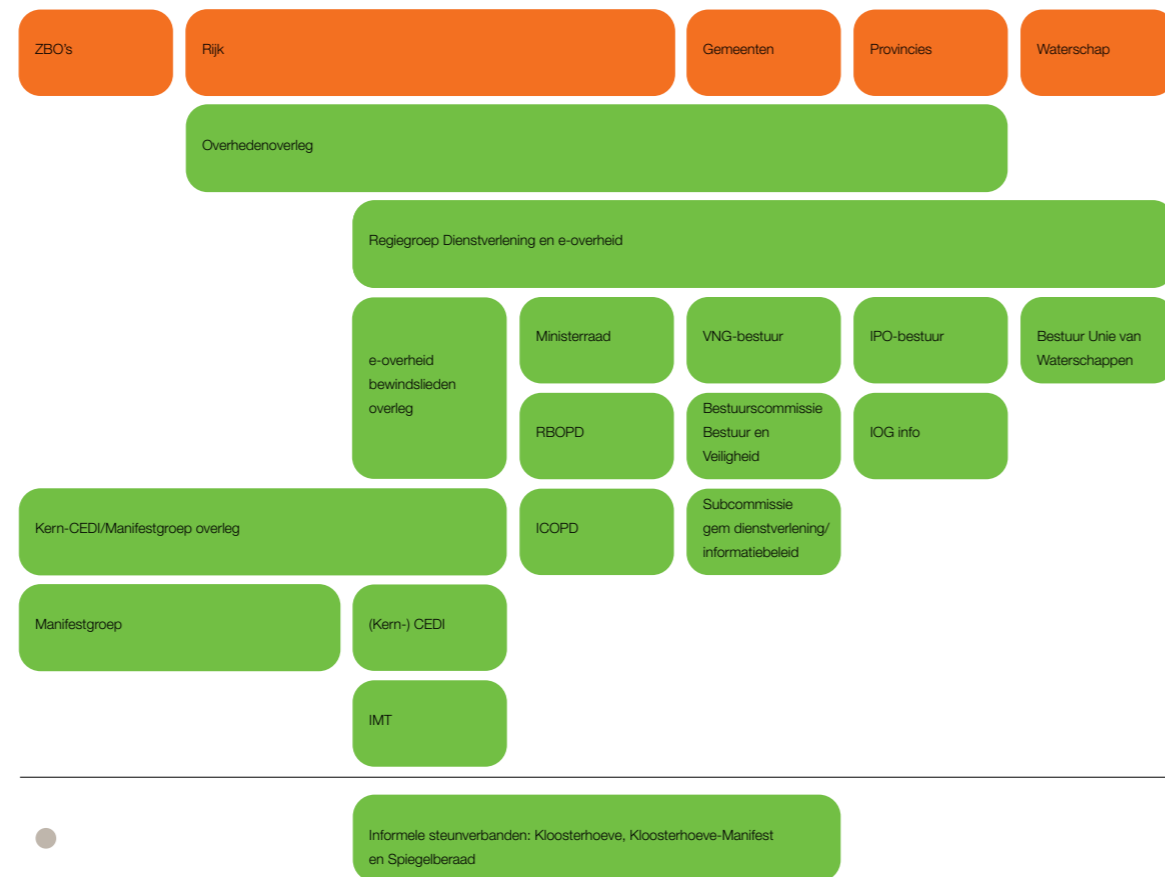 ZBO's
Rijk
Gemeenten
Provincies
Waterschap
Overhedenoverleg
Regiegroep Dienstverlening en e-overheid
e-overheid
bewindslieden
overleg
Ministerraad
VNG-bestuur
IPO-bestuur
Bestuur Unie van
Waterschappen
RBOPD
Bestuurscommissie
Bestuur en
Veiligheid
IOG info
Kern-CEDI/Manifestgroep overleg
ICOPD
Subcommissie
gem dienstverlening/
informatiebeleid
Manifestgroep
(Kern-) CEDI
IMT
Informele steunverbanden: Kloosterhoeve, Kloosterhoeve-Manifest
en Spiegelberaad